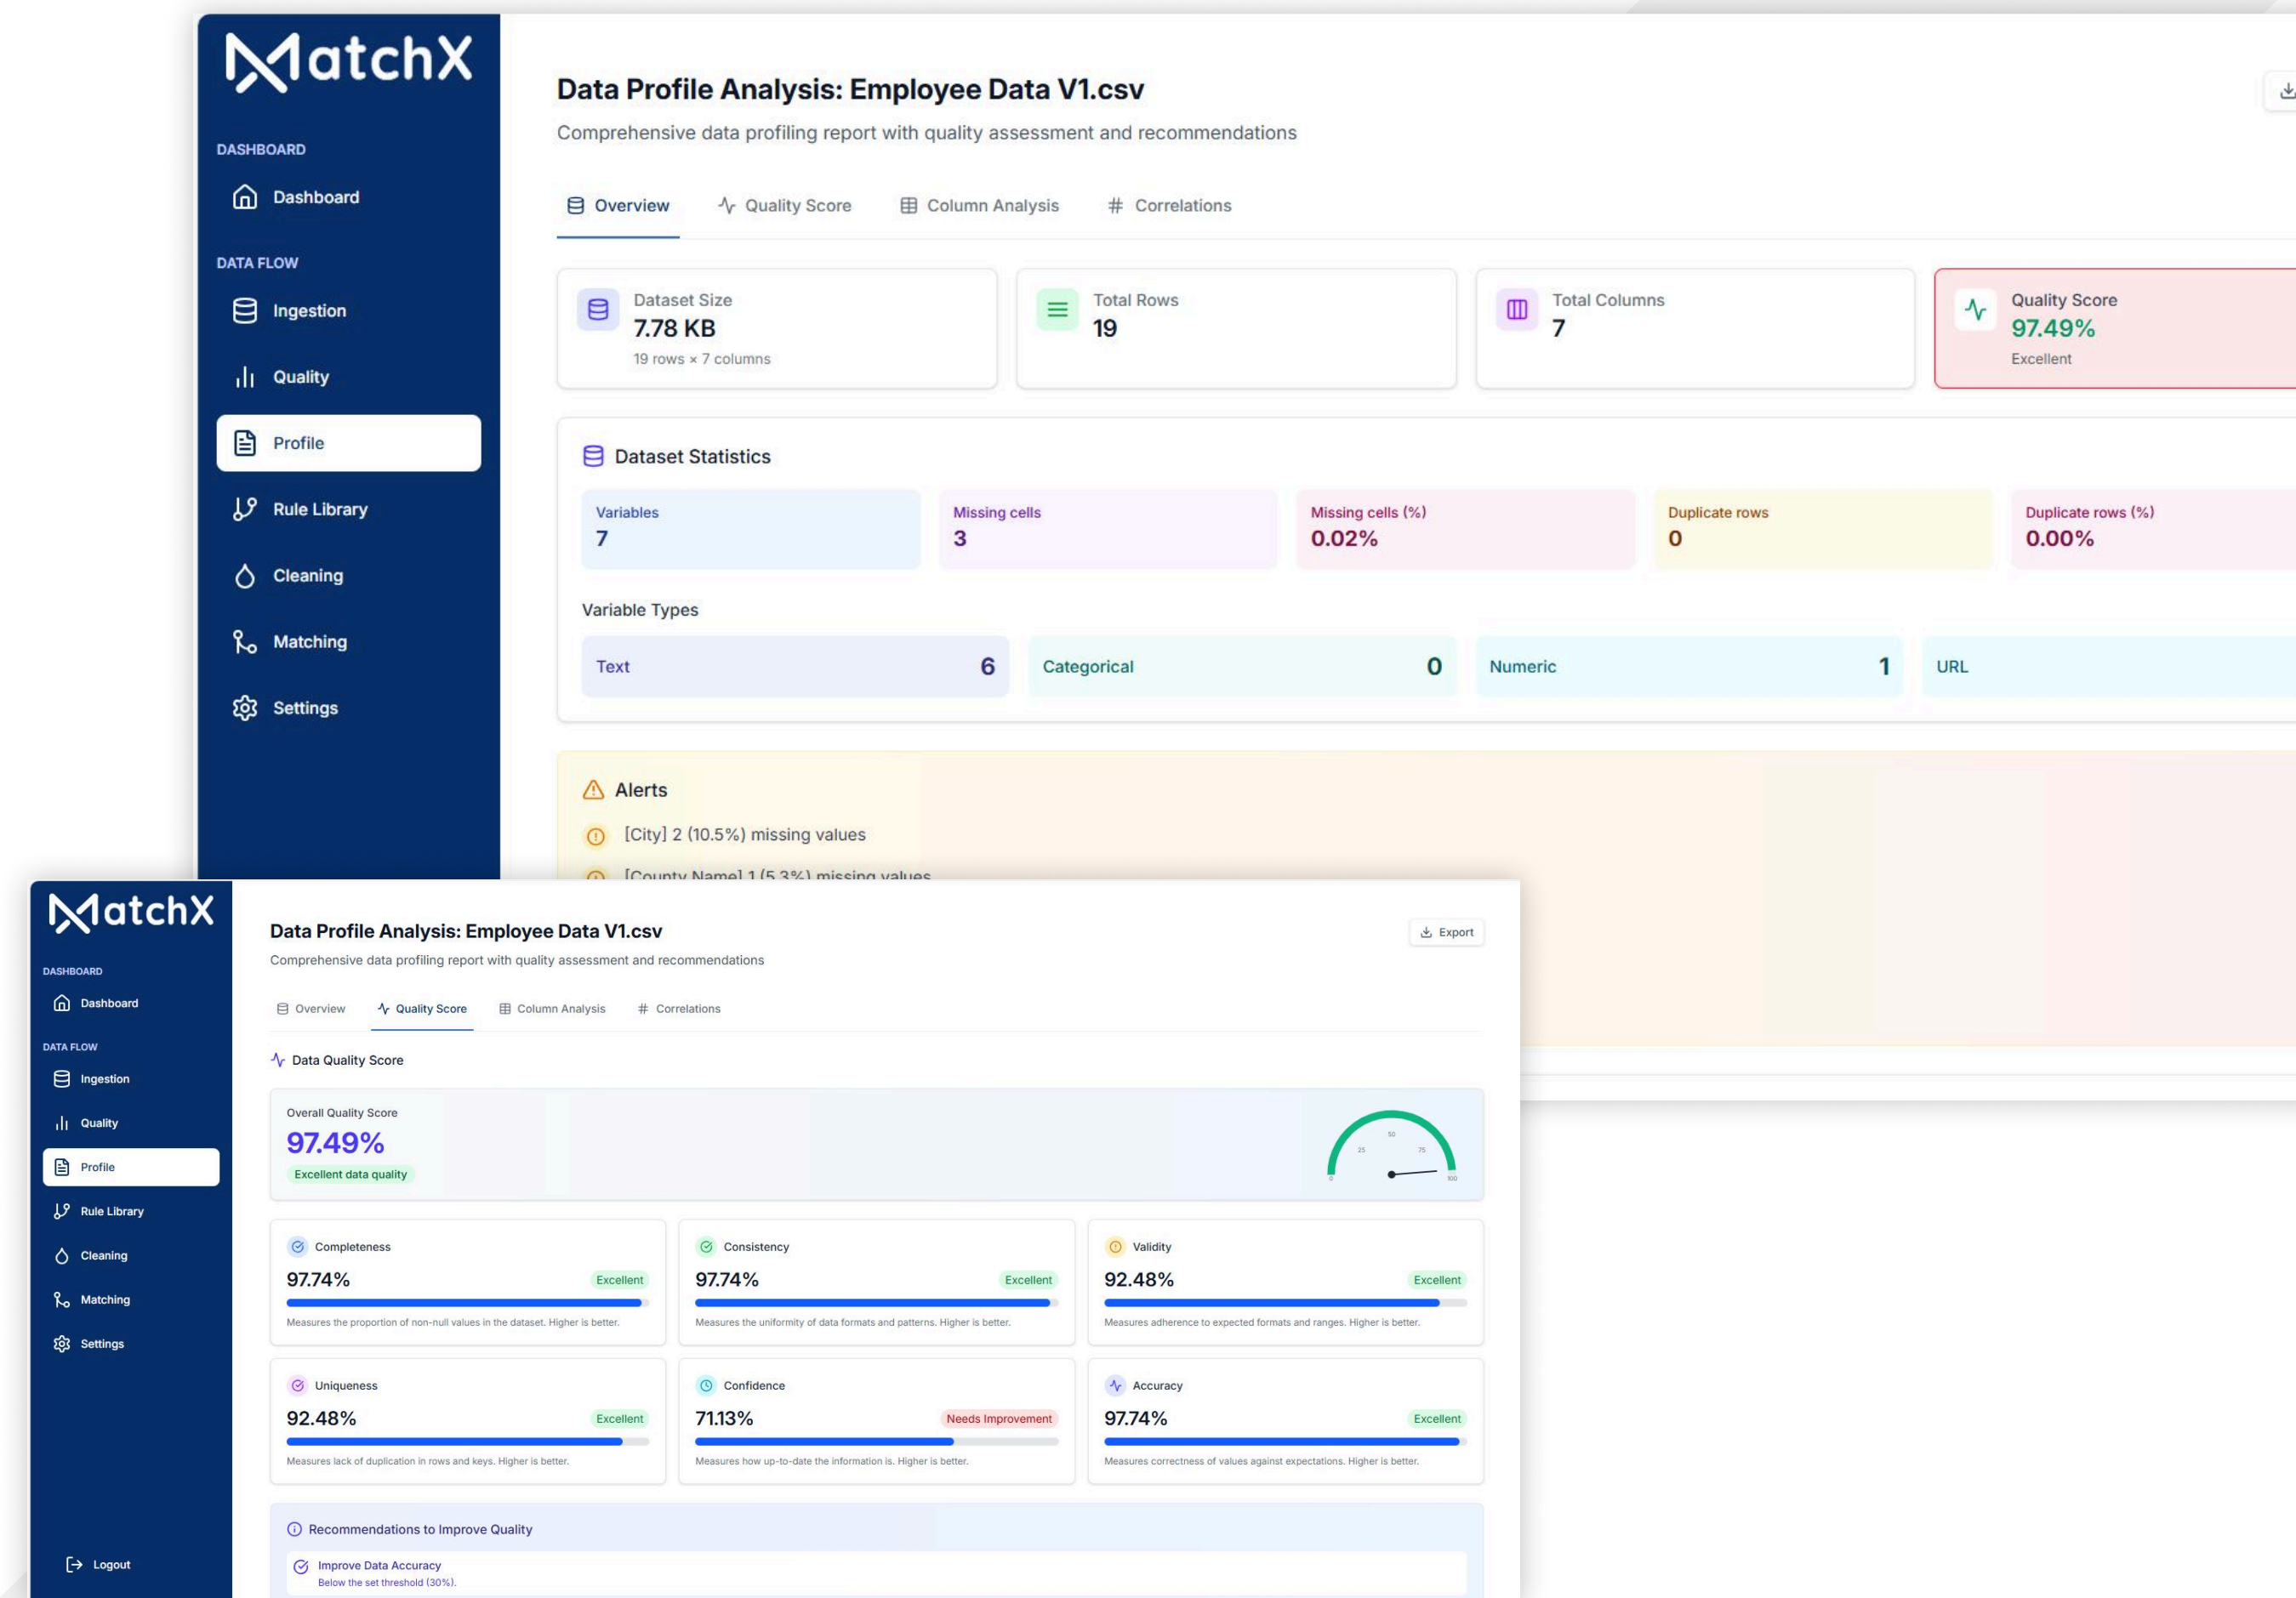 MatchX
DASHBOARD
Dashboard
DATA FLOW
Ingestion
Quality
Profile
Rule Library
Cleaning
Matching
Settings
Data Profile Analysis: Employee Data V1.csv
Comprehensive data profiling report with quality assessment and recommendations
Overview Quality Score Column Analysis # Correlations
Dataset Size
7.78 KB
19 rows × 7 columns
Total Rows
19
Total Columns
7
Quality Score
97.49%
Excellent
Dataset Statistics
Variables
7
Missing cells
3
Missing cells (%)
0.02%
Duplicate rows
0
Duplicate rows (%)
0.00%
Variable Types
Text 6
Categorical 0
Numeric 1
URL
Alerts
[City] 2 (10.5%) missing values
[County Name] 1 (5.3%) missing values
MatchX
DASHBOARD
Dashboard
DATA FLOW
Ingestion
Quality
Profile
Rule Library
Cleaning
Matching
Settings
Logout
Data Profile Analysis: Employee Data V1.csv
Export
Comprehensive data profiling report with quality assessment and recommendations
Overview Quality Score Column Analysis # Correlations
Data Quality Score
Overall Quality Score
97.49%
Excellent data quality
0 25 50 75 100
Completeness
97.74% Excellent
Measures the proportion of non-null values in the dataset. Higher is better.
Consistency
97.74% Excellent
Measures the uniformity of data formats and patterns. Higher is better.
Validity
92.48% Excellent
Measures adherence to expected formats and ranges. Higher is better.
Uniqueness
92.48% Excellent
Measures lack of duplication in rows and keys. Higher is better.
Confidence
71.13% Needs Improvement
Measures how up-to-date the information is. Higher is better.
Accuracy
97.74% Excellent
Measures correctness of values against expectations. Higher is better.
Recommendations to Improve Quality
Improve Data Accuracy
Below the set threshold (30%).